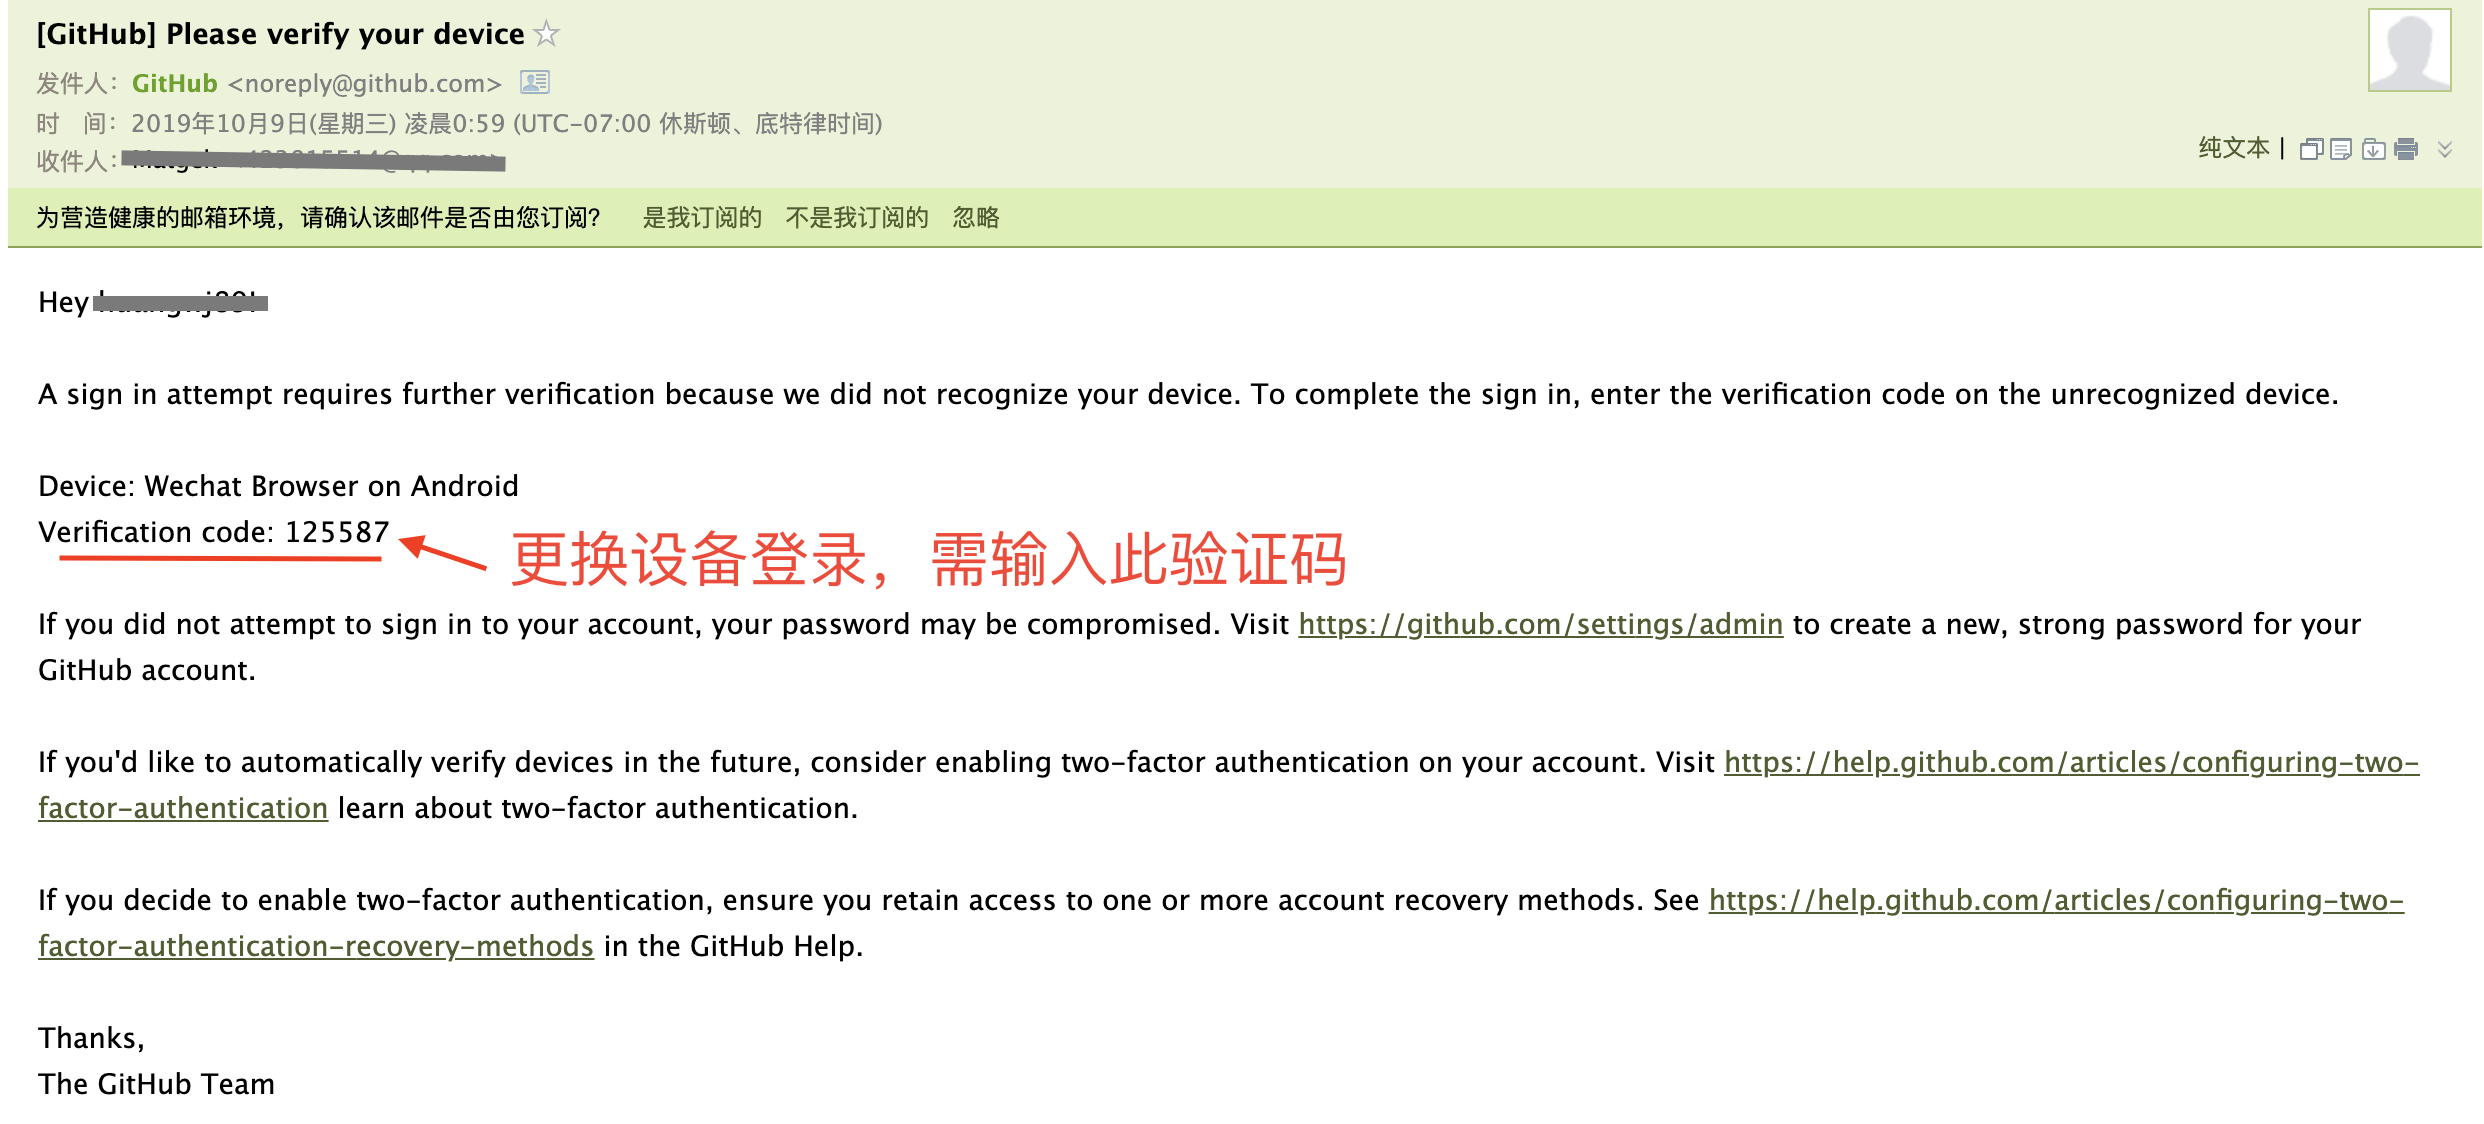 [GitHub] Please verify your device
发件人：GitHub <noreply@github.com>
时　间：2019年10月9日(星期三) 凌晨0:59 (UTC-07:00 休斯顿、底特律时间)
收件人：
纯文本 |
为营造健康的邮箱环境，请确认该邮件是否由您订阅？ 是我订阅的 不是我订阅的 忽略
Hey
A sign in attempt requires further verification because we did not recognize your device. To complete the sign in, enter the verification code on the unrecognized device.
Device: Wechat Browser on Android
Verification code: 125587
更换设备登录，需输入此验证码
If you did not attempt to sign in to your account, your password may be compromised. Visit https://github.com/settings/admin to create a new, strong password for your
GitHub account.
If you'd like to automatically verify devices in the future, consider enabling two-factor authentication on your account. Visit https://help.github.com/articles/configuring-two-
factor-authentication learn about two-factor authentication.
If you decide to enable two-factor authentication, ensure you retain access to one or more account recovery methods. See https://help.github.com/articles/configuring-two-
factor-authentication-recovery-methods in the GitHub Help.
Thanks,
The GitHub Team